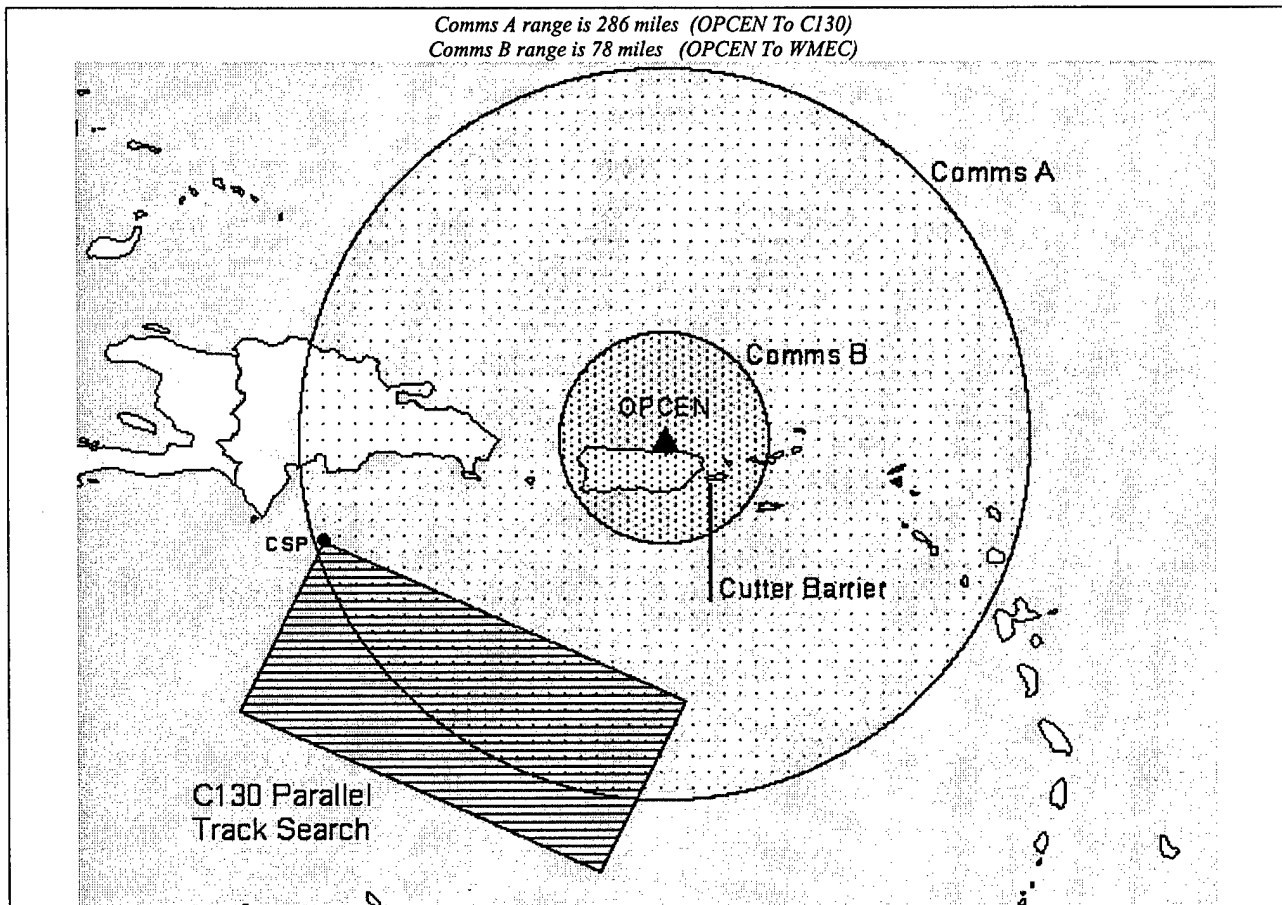 Comms A range is 286 miles (OPCEN To C130)
Comms B range is 78 miles (OPCEN To WMEC)
Comms A
Comms B
OPCEN
CSP
Cutter Barrier
C130 Parallel
Track Search